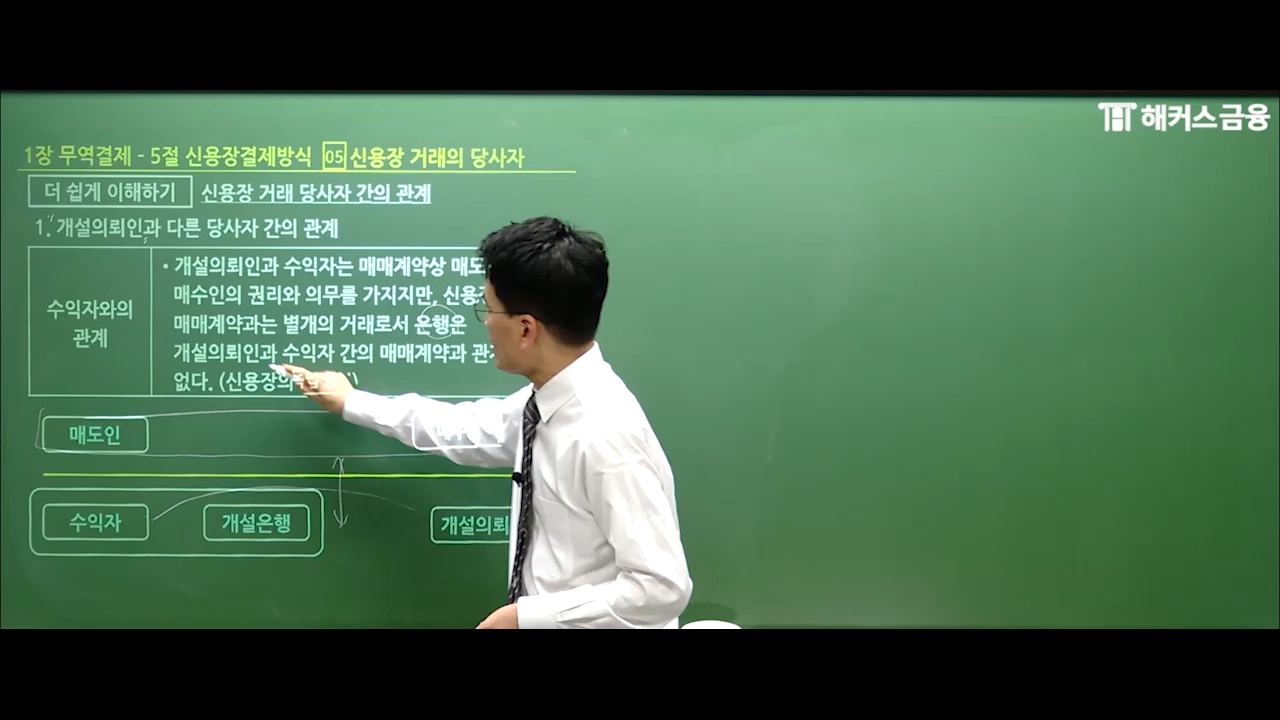 해커스금융
1장 무역결제 - 5절 신용장결제방식 05 신용장 거래의 당사자
더 쉽게 이해하기 신용장 거래 당사자 간의 관계
1. 개설의뢰인과 다른 당사자 간의 관계
수익자와의
관계
• 개설의뢰인과 수익자는 매매계약상 매도
매수인의 권리와 의무를 가지지만, 신용
매매계약과는 별개의 거래로서 은행은
개설의뢰인과 수익자 간의 매매계약과 관
없다. (신용장의
매도인
수익자 개설은행 개설의뢰